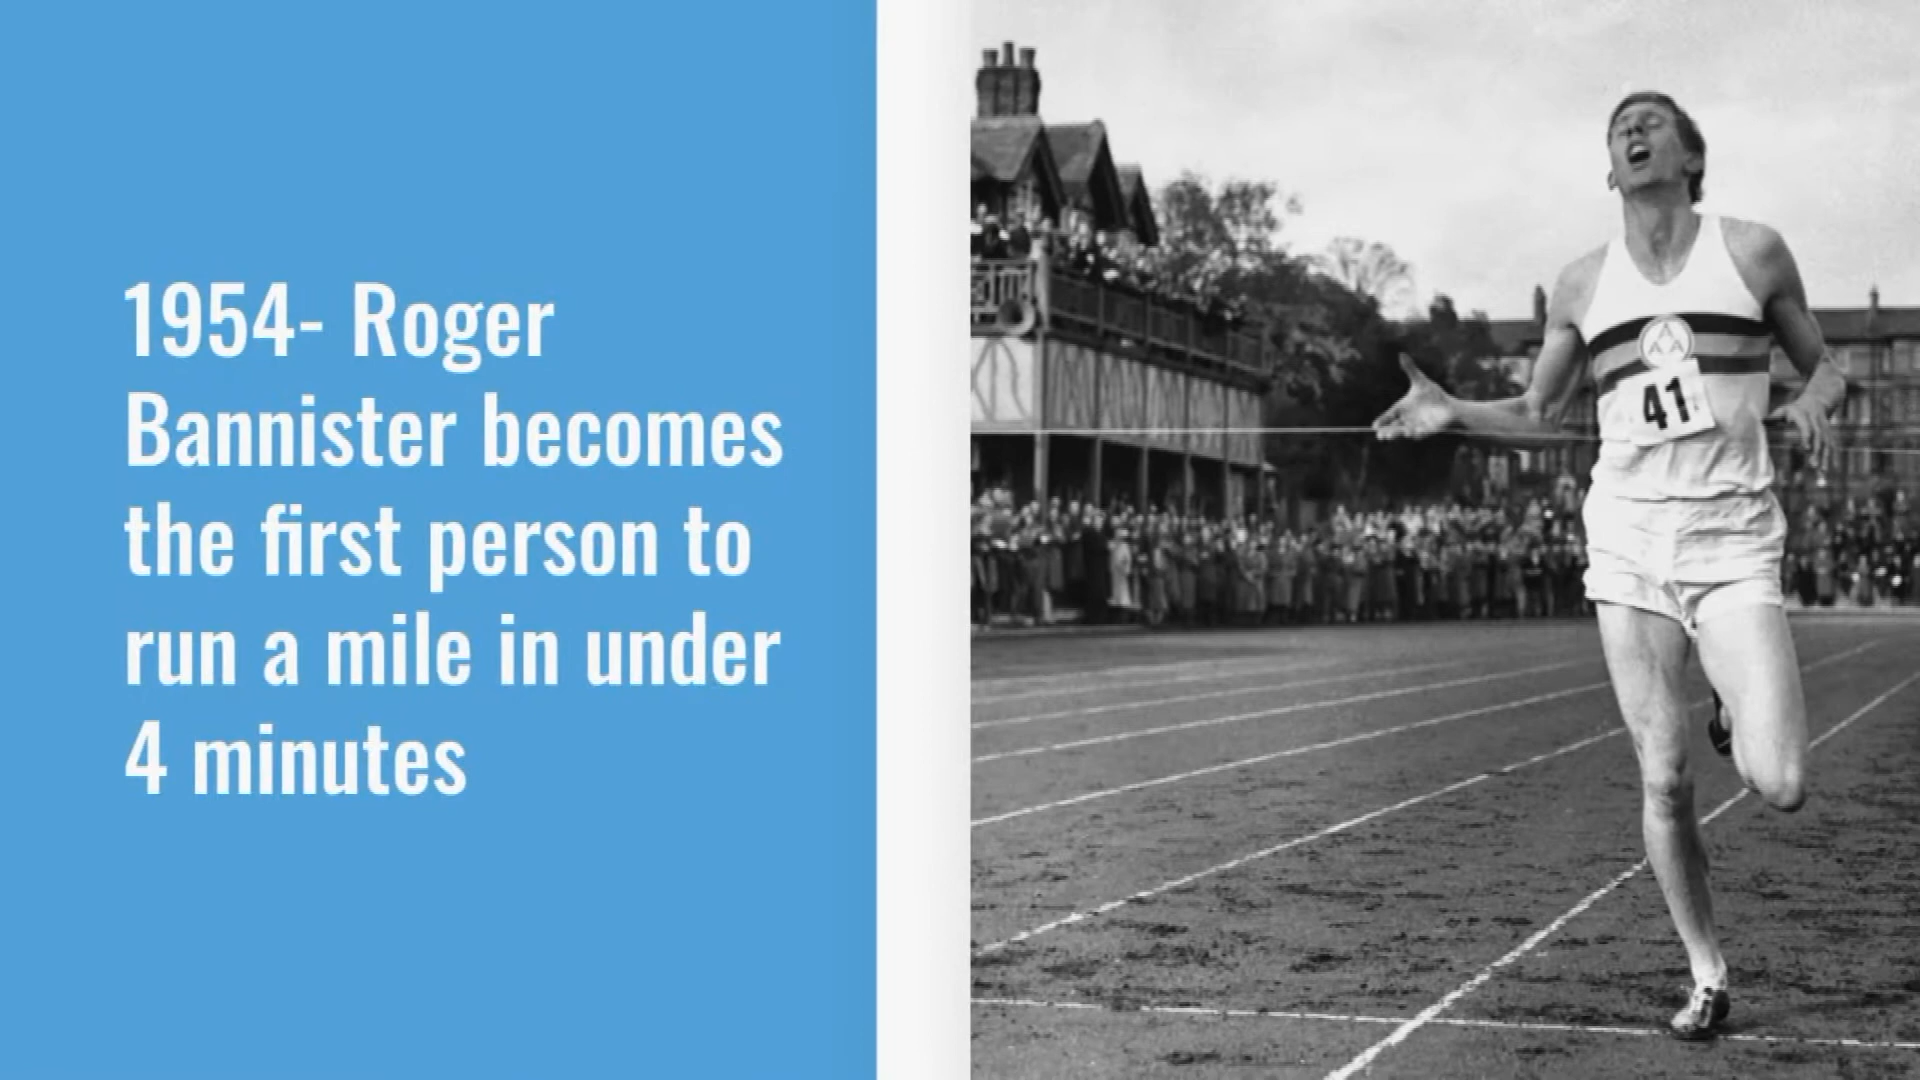 1954- Roger
Bannister becomes
the first person to
run a mile in under
4 minutes
A
A A
41